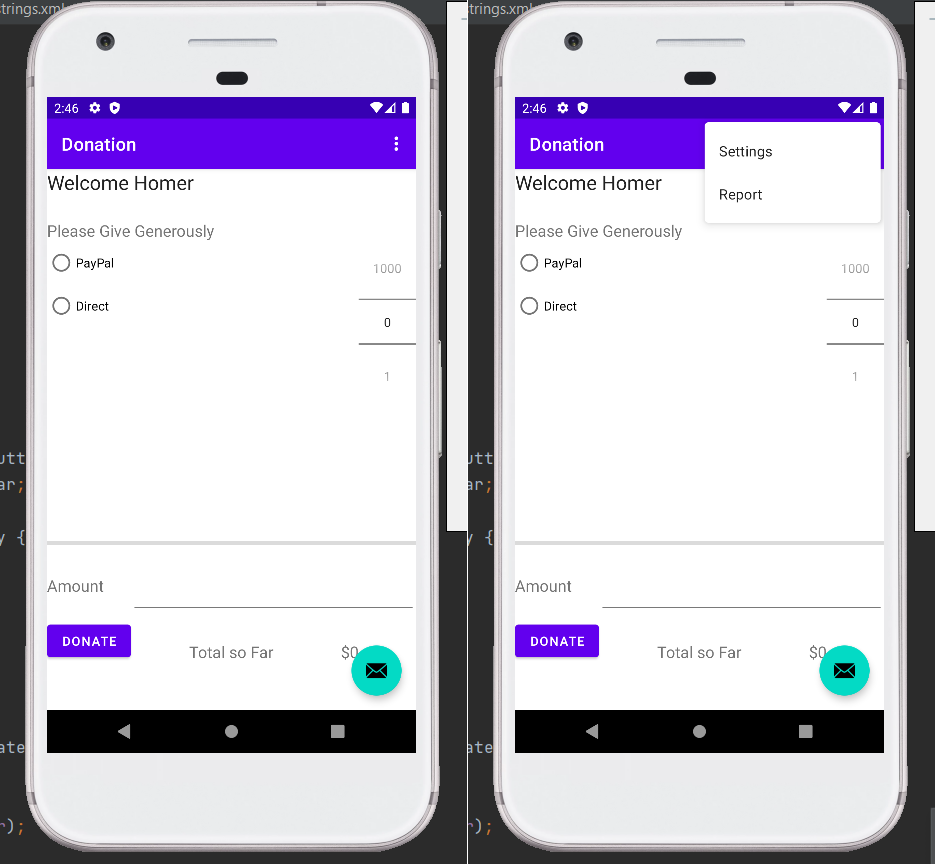 strings.xml
2:46
Donation
Welcome Homer
Please Give Generously
PayPal
1000
Direct
0
1
Amount
DONATE
Total so Far
$0
utt
ar;
y {
ate
r);
strings.xml
2:46
Donation
Settings
Report
Welcome Homer
Please Give Generously
PayPal
1000
Direct
0
1
Amount
DONATE
Total so Far
$0
utt
ar;
y {
ate
r);